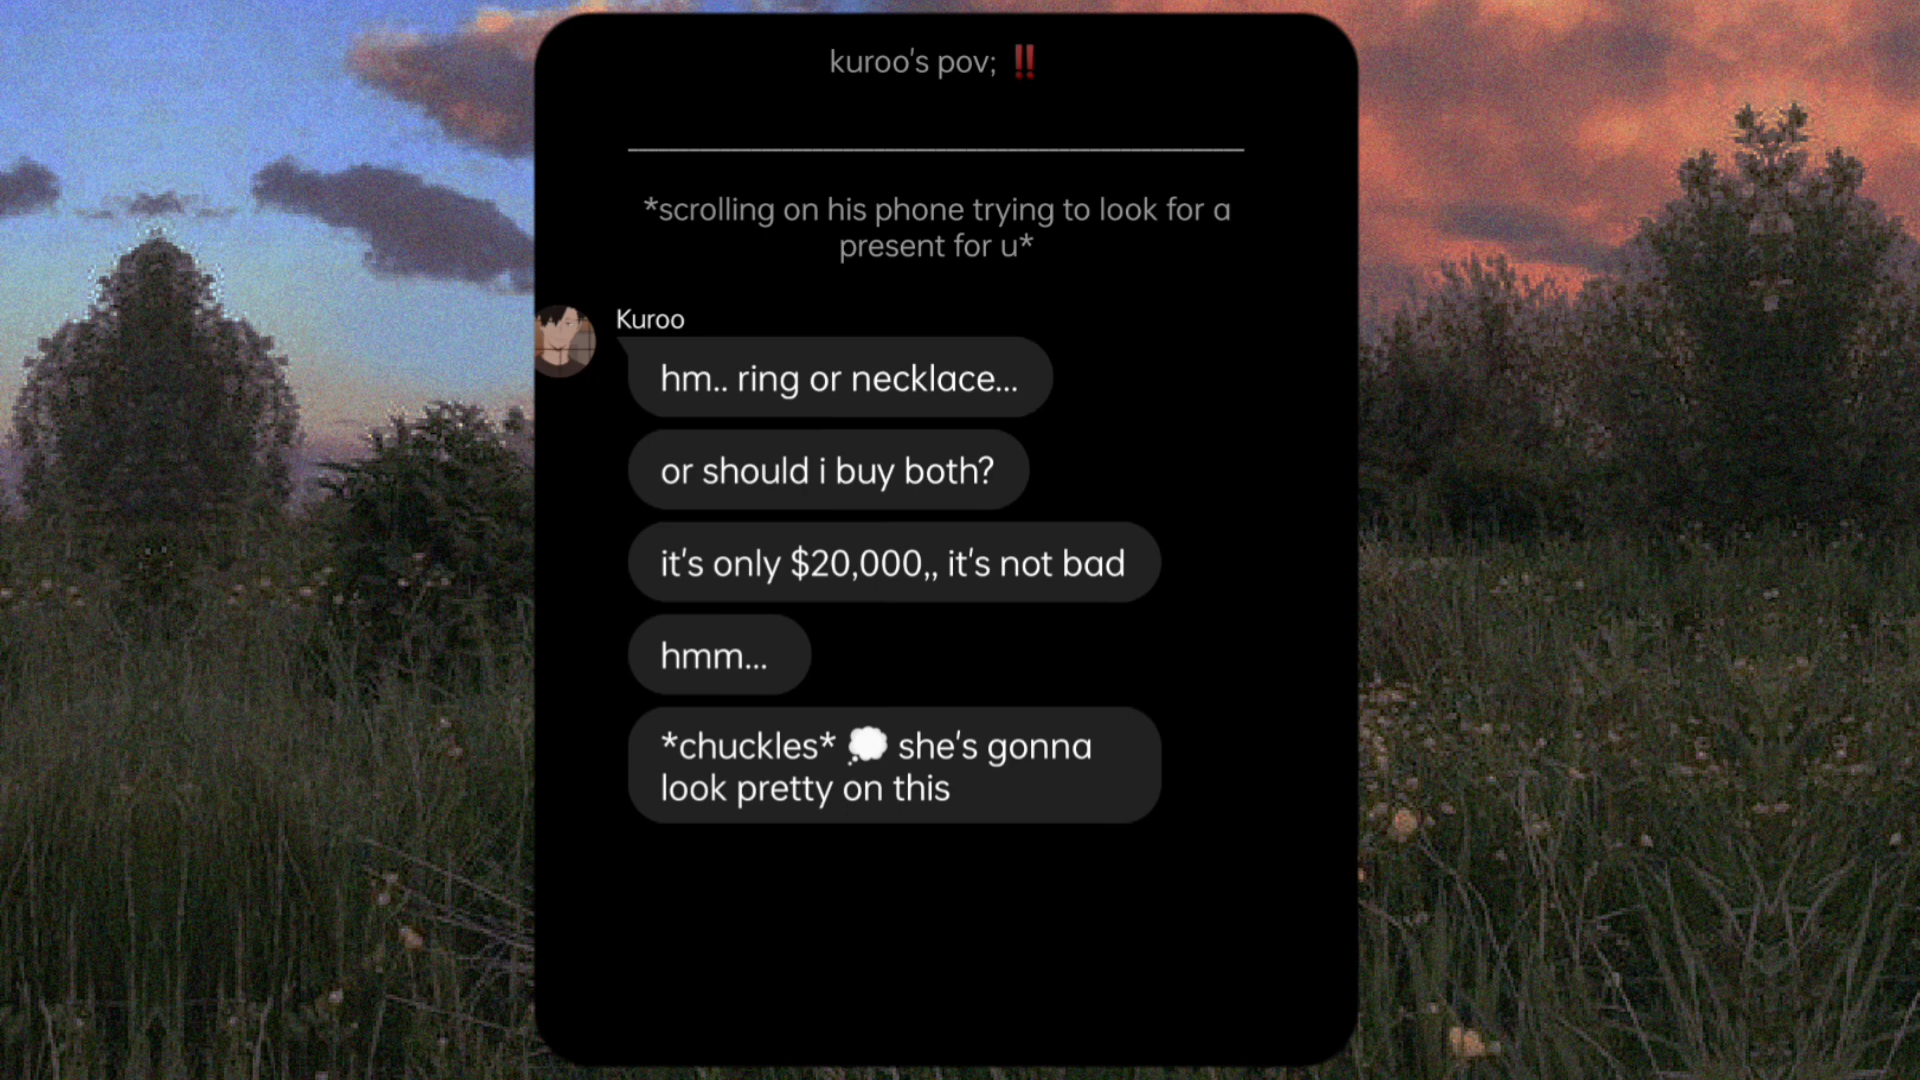 kuroo's pov; ‼️
*scrolling on his phone trying to look for a
present for u*
Kuroo
hm.. ring or necklace...
or should i buy both?
it's only $20,000,, it's not bad
hmm...
*chuckles* 💭 she's gonna
look pretty on this